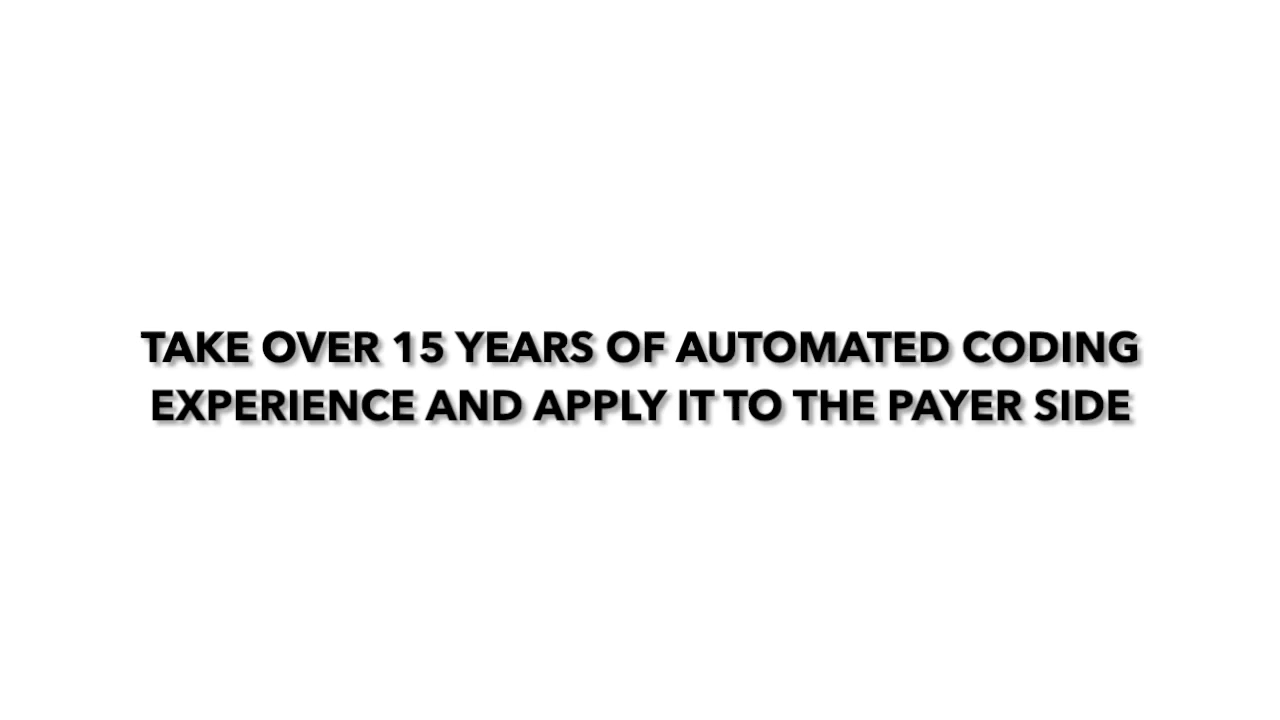 TAKE OVER 15 YEARS OF AUTOMATED CODING
EXPERIENCE AND APPLY IT TO THE PAYER SIDE